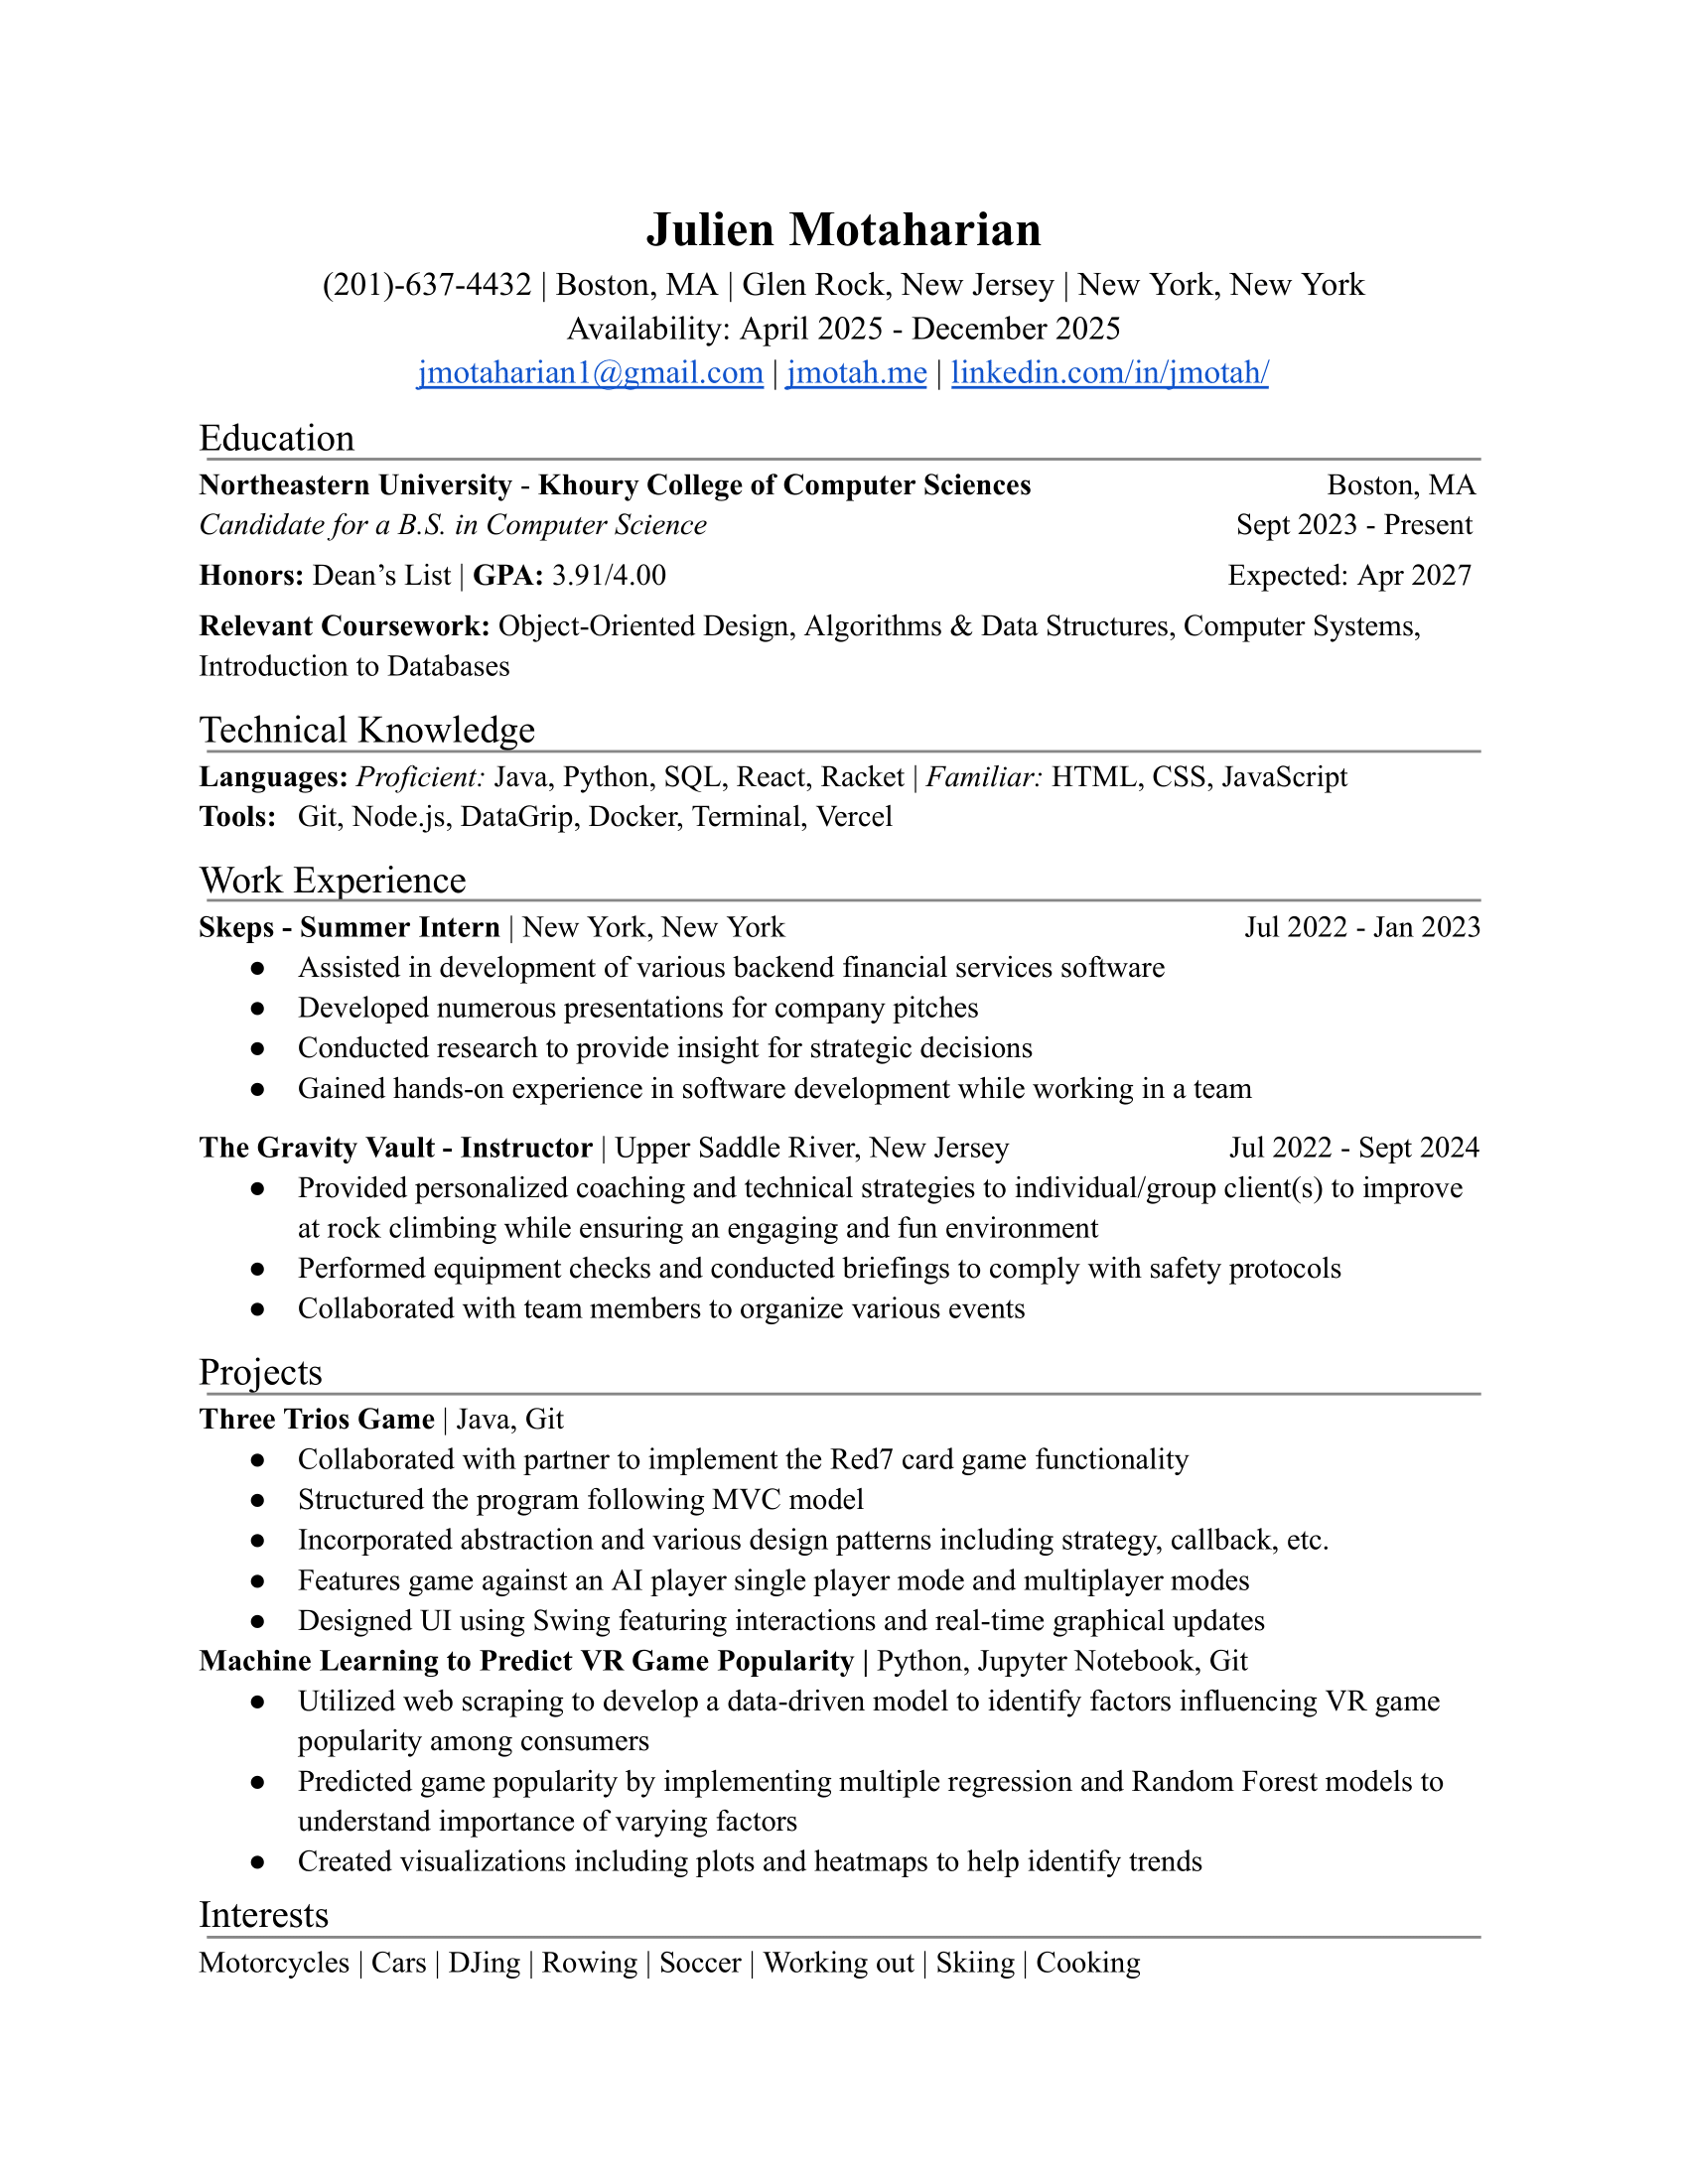 Julien Motaharian
(201)-637-4432 | Boston, MA | Glen Rock, New Jersey | New York, New York
Availability: April 2025 - December 2025
jmotaharian1@gmail.com | jmotah.me | linkedin.com/in/jmotah/
Education
Northeastern University - Khoury College of Computer Sciences Boston, MA
Candidate for a B.S. in Computer Science Sept 2023 - Present
Honors: Dean’s List | GPA: 3.91/4.00 Expected: Apr 2027
Relevant Coursework: Object-Oriented Design, Algorithms & Data Structures, Computer Systems,
Introduction to Databases
Technical Knowledge
Languages: Proficient: Java, Python, SQL, React, Racket | Familiar: HTML, CSS, JavaScript
Tools: Git, Node.js, DataGrip, Docker, Terminal, Vercel
Work Experience
Skeps - Summer Intern | New York, New York Jul 2022 - Jan 2023
● Assisted in development of various backend financial services software
● Developed numerous presentations for company pitches
● Conducted research to provide insight for strategic decisions
● Gained hands-on experience in software development while working in a team
The Gravity Vault - Instructor | Upper Saddle River, New Jersey Jul 2022 - Sept 2024
● Provided personalized coaching and technical strategies to individual/group client(s) to improve
at rock climbing while ensuring an engaging and fun environment
● Performed equipment checks and conducted briefings to comply with safety protocols
● Collaborated with team members to organize various events
Projects
Three Trios Game | Java, Git
● Collaborated with partner to implement the Red7 card game functionality
● Structured the program following MVC model
● Incorporated abstraction and various design patterns including strategy, callback, etc.
● Features game against an AI player single player mode and multiplayer modes
● Designed UI using Swing featuring interactions and real-time graphical updates
Machine Learning to Predict VR Game Popularity | Python, Jupyter Notebook, Git
● Utilized web scraping to develop a data-driven model to identify factors influencing VR game
popularity among consumers
● Predicted game popularity by implementing multiple regression and Random Forest models to
understand importance of varying factors
● Created visualizations including plots and heatmaps to help identify trends
Interests
Motorcycles | Cars | DJing | Rowing | Soccer | Working out | Skiing | Cooking